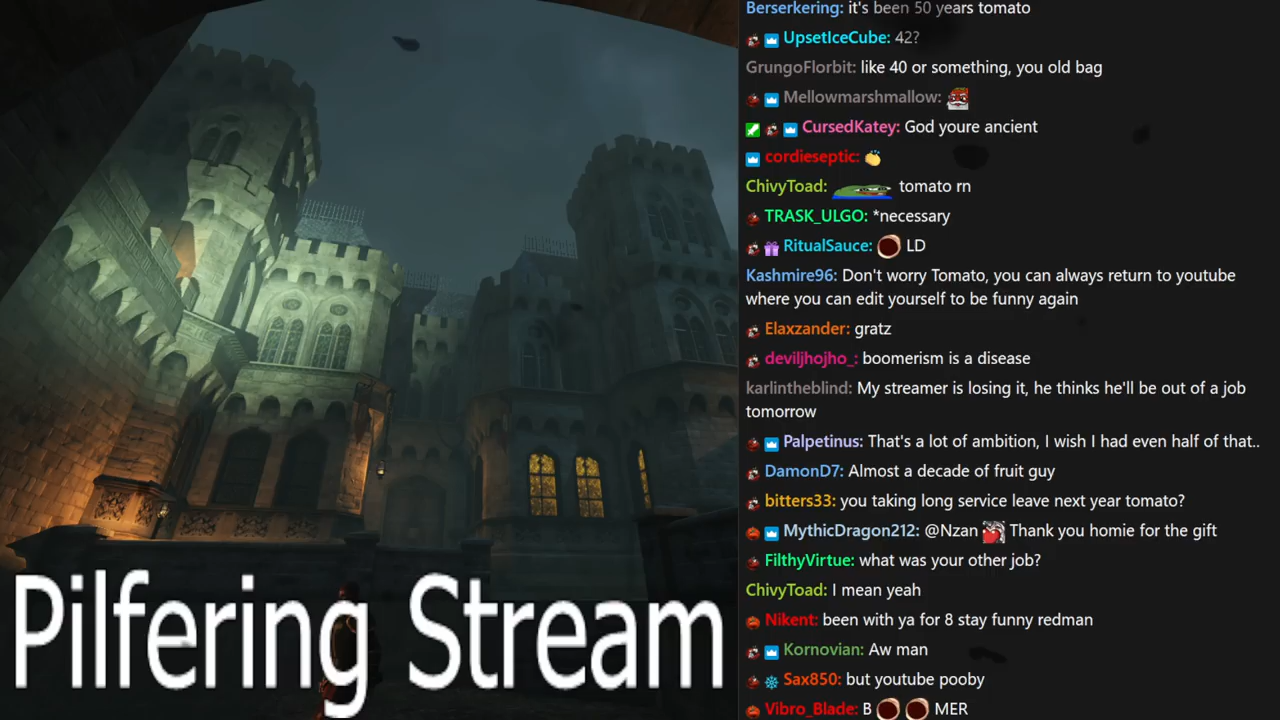 Pilfering Stream
Berserkering: it's been 50 years tomato
UpsetIceCube: 42?
GrungoFlorbit: like 40 or something, you old bag
Mellowmarshmallow:
CursedKatey: God youre ancient
cordieseptic:
ChivyToad: tomato rn
TRASK_ULGO: *necessary
RitualSauce: LD
Kashmire96: Don't worry Tomato, you can always return to youtube
where you can edit yourself to be funny again
Elaxzander: gratz
deviljhojho_: boomerism is a disease
karlintheblind: My streamer is losing it, he thinks he'll be out of a job
tomorrow
Palpetinus: That's a lot of ambition, I wish I had even half of that..
DamonD7: Almost a decade of fruit guy
bitters33: you taking long service leave next year tomato?
MythicDragon212: @Nzan Thank you homie for the gift
FilthyVirtue: what was your other job?
ChivyToad: I mean yeah
Nikent: been with ya for 8 stay funny redman
Kornovian: Aw man
Sax850: but youtube pooby
Vibro_Blade: B MER